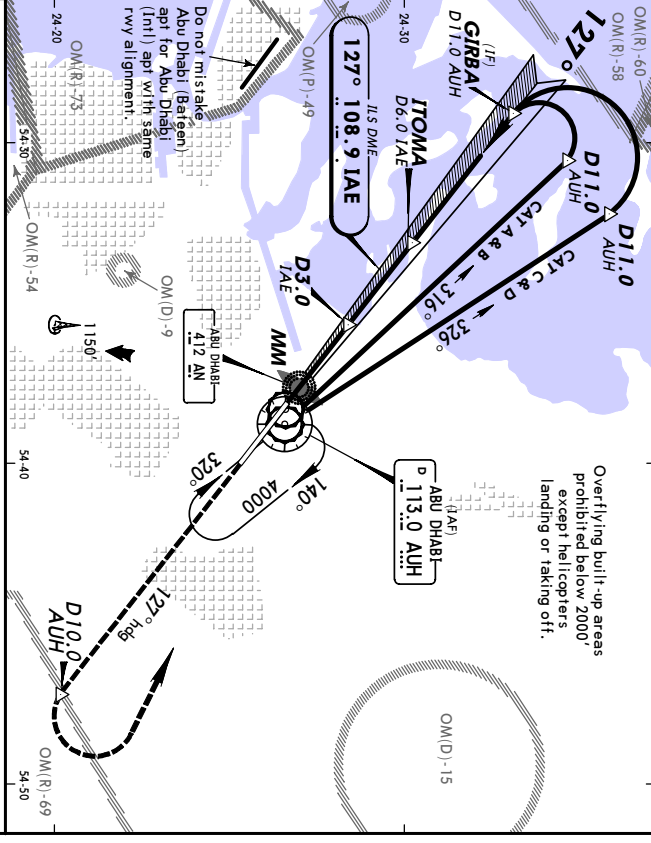 OM(R)-60
OM(R)-58
127°
24-30
24-20
(IF)
GIRBA
D11.0 AUH
OM(P)-49
Do not mistake
Abu Dhabi (Bateen)
apt for Abu Dhabi
(Intl) apt with same
rwy alignment.
OM(R)-73
54-30
OM(R)-54
ILS DME
127° 108.9 IAE
ITOMA
D6.0 IAE
D11.0
AUH
D11.0
AUH
CAT A & B
316°
CAT C & D
326°
D3.0
IAE
OM(D)-9
1150'
ABU DHABI
412 AN
MM
54-40
(IAF)
ABU DHABI
D 113.0 AUH
Overflying built-up areas
prohibited below 2000'
except helicopters
landing or taking off.
320°
4000
140°
127° hdg
D10.0
AUH
OM(D)-15
OM(R)-69
54-50